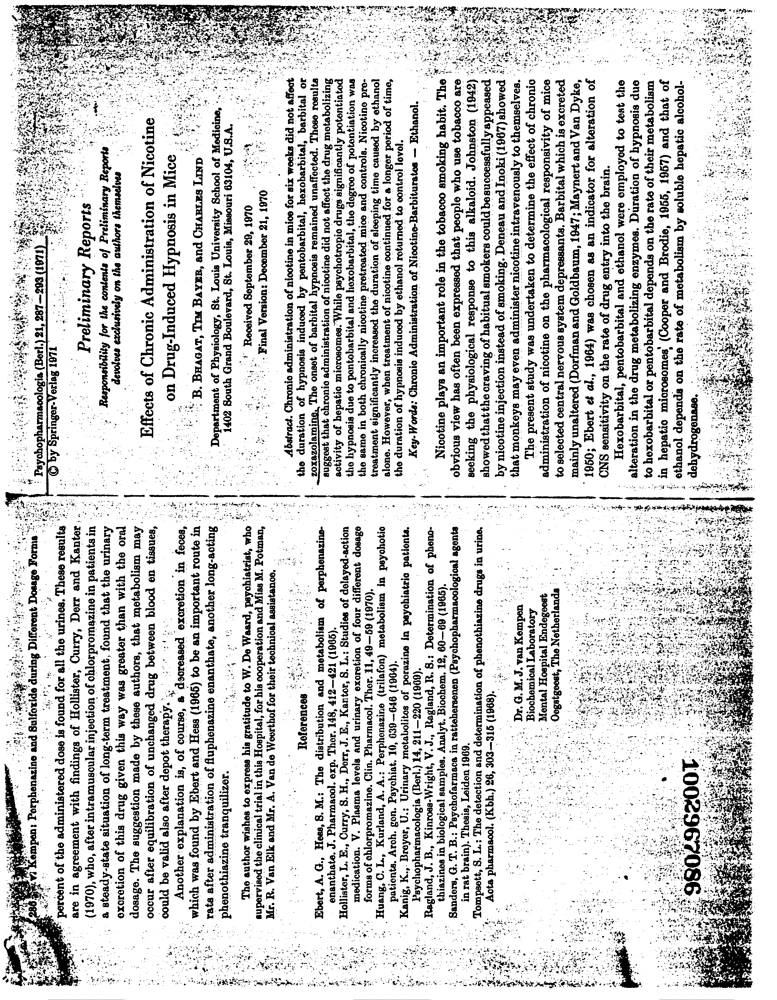 286 v. Kempen: Perphenazine and Sulfoxide during Different Dosage Forms
percent of the administered dose is found for all the urines. These results
are in agreement with findings of Hollister, Curry, Derr and Kanter
(1970), who, after intramuscular injection of chlorpromazine in patients in
a steady-state situation of long-term treatment, found that the urinary
excretion of this drug given this way was greater than with the oral
dosage. The suggestion made by these authors, that metabolism may
occur after equilibration of unchanged drug between blood en tissues,
could be valid also after depot therapy.
Another explanation is, of course, a decreased excretion in feces,
which was found by Ebert and Hess (1965) to be an important route in
rats after administration of fluphenazine enanthate, another long-acting
phenothiazine tranquilizer.
The author wishes to express his gratitude to W. De Waard, psychiatrist, who
supervised the clinical trial in this Hospital, for his cooperation and Miss M. Potman,
Mr. R. Van Elk and Mr. A. Van de Weerthof for their technical assistance.
References
Ebert, A. G., Hess, S. M.: The distribution and metabolism of perphenazine-
enanthate. J. Pharmacol. exp. Ther. 148, 412—421 (1965).
Hollister, L. E., Curry, S. H., Derr, J. E., Kanter, S. L.: Studies of delayed-action
medication. V. Plasma levels and urinary excretion of four different dosage
forms of chlorpromazine. Clin. Pharmacol. Ther. 11, 49—59 (1970).
Huang, C. L., Kurland, A. A.: Perphenazine (trilafon) metabolism in psychotic
patients. Arch. gen. Psychiat. 10, 639—646 (1964).
Kanig, K., Breyer, U.: Urinary metabolites of perazine in psychiatric patients.
Psychopharmacologia (Berl.) 14, 211—220 (1969).
Ragland, J. B., Kinross-Wright, V. J., Ragland, R. S.: Determination of pheno-
thiazines in biological samples. Analyt. Biochem. 12, 60—69 (1965).
Sanders, G. T. B.: Psychofarmaca in rattehersenen (Psychopharmacological agents
in rat brain). Thesis, Leiden 1969.
Tompsett, S. L.: The detection and determination of phenothiazine drugs in urine.
Acta pharmacol. (Kbh.) 26, 303—315 (1968).
Dr. G. M. J. van Kempen
Biochemical Laboratory
Mental Hospital Endegeest
Oegstgeest, The Netherlands
1002967086
Psychopharmacologia (Berl.) 21, 287—293 (1971)
© by Springer-Verlag 1971
Preliminary Reports
Responsibility for the contents of Preliminary Reports
devolves exclusively on the authors themselves
Effects of Chronic Administration of Nicotine
on Drug-Induced Hypnosis in Mice
B. BHAGAT, TIM BAYER, and CHARLES LIND
Department of Physiology, St. Louis University School of Medicine,
1402 South Grand Boulevard, St. Louis, Missouri 63104, U.S.A.
Received September 29, 1970
Final Version: December 21, 1970
Abstract. Chronic administration of nicotine in mice for six weeks did not affect
the duration of hypnosis induced by pentobarbital, hexobarbital, barbital or
zoxazolamine. The onset of barbital hypnosis remained unaffected. These results
suggest that chronic administration of nicotine did not affect the drug metabolizing
activity of hepatic microsomes. While psychotropic drugs significantly potentiated
the hypnosis due to pentobarbital and hexobarbital, the degree of potentiation was
the same in both chronically nicotine pretreated mice and controls. Nicotine pre-
treatment significantly increased the duration of sleeping time caused by ethanol
alone. However, when treatment of nicotine continued for a longer period of time,
the duration of hypnosis induced by ethanol returned to control level.
Key-Words: Chronic Administration of Nicotine-Barbiturates — Ethanol.
Nicotine plays an important role in the tobacco smoking habit. The
obvious view has often been expressed that people who use tobacco are
seeking the physiological response to this alkaloid. Johnston (1942)
showed that the craving of habitual smokers could be successfully appeased
by nicotine injection instead of smoking. Deneau and Inoki (1967) showed
that monkeys may even administer nicotine intravenously to themselves.
The present study was undertaken to determine the effect of chronic
administration of nicotine on the pharmacological responsivity of mice
to selected central nervous system depressants. Barbital which is excreted
mainly unaltered (Dorfman and Goldbaum, 1947; Maynert and Van Dyke,
1950; Ebert et al., 1964) was chosen as an indicator for alteration of
CNS sensitivity on the rate of drug entry into the brain.
Hexobarbital, pentobarbital and ethanol were employed to test the
alteration in the drug metabolizing enzymes. Duration of hypnosis due
to hexobarbital or pentobarbital depends on the rate of their metabolism
in hepatic microsomes (Cooper and Brodie, 1955, 1957) and that of
ethanol depends on the rate of metabolism by soluble hepatic alcohol-
dehydrogenase.